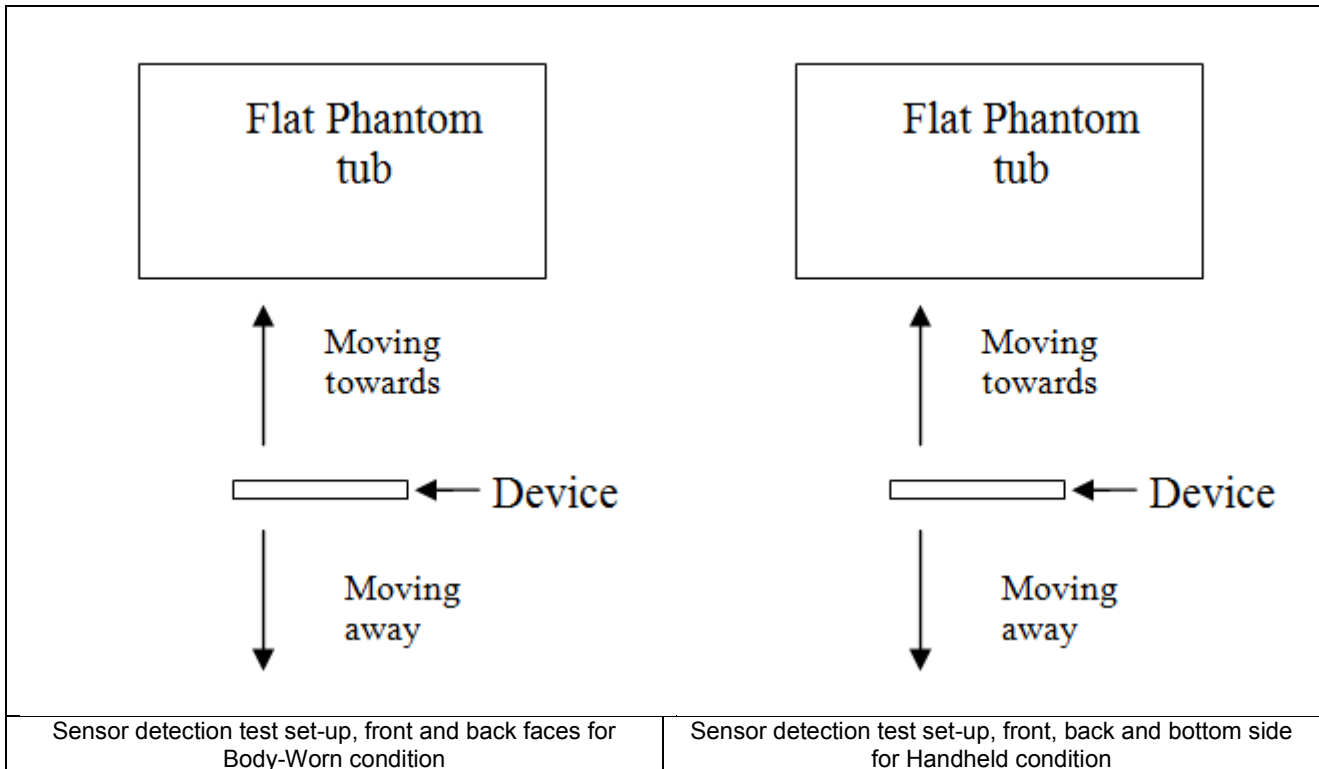 Flat Phantom
tub
Moving
towards
Device
Moving
away
Sensor detection test set-up, front and back faces for
Body-Worn condition
Flat Phantom
tub
Moving
towards
Device
Moving
away
Sensor detection test set-up, front, back and bottom side
for Handheld condition